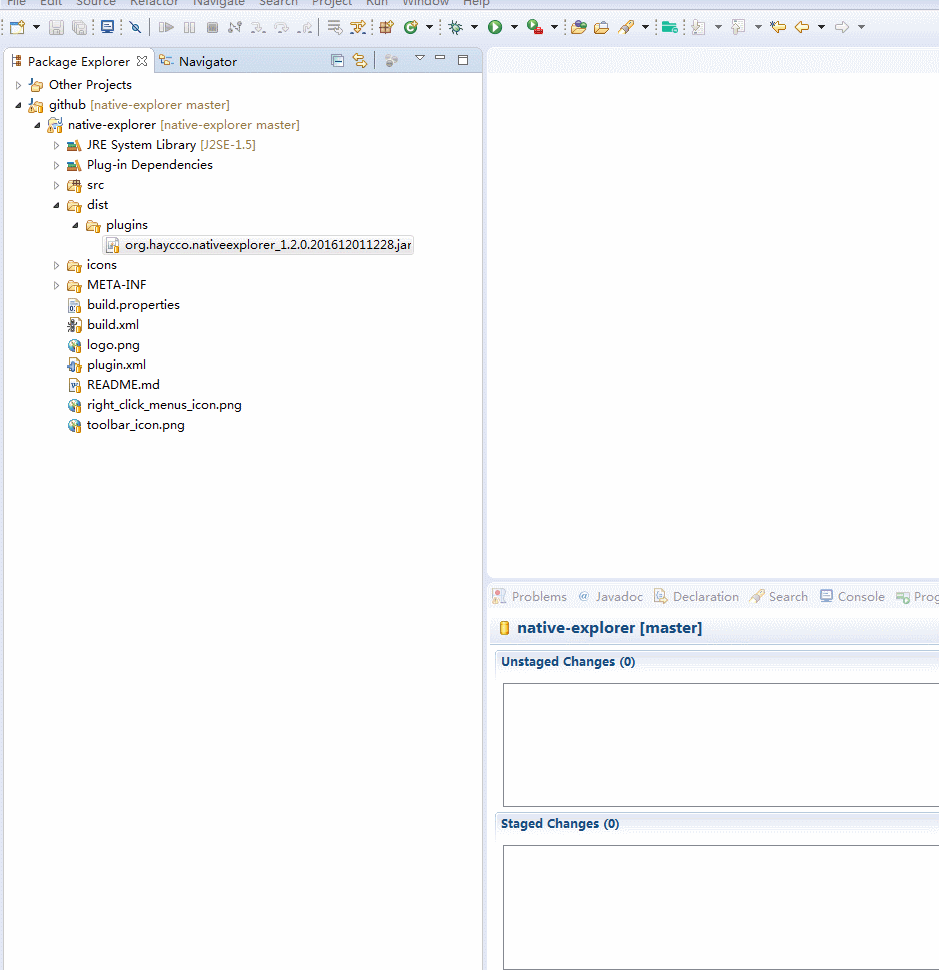 File Edit Source Refactor Navigate Search Project Run Window Help
Package Explorer Navigator
Other Projects
github [native-explorer master]
native-explorer [native-explorer master]
JRE System Library [J2SE-1.5]
Plug-in Dependencies
src
dist
plugins
org.haycco.nativeexplorer_1.2.0.201612011228.jar
icons
META-INF
build.properties
build.xml
logo.png
plugin.xml
README.md
right_click_menus_icon.png
toolbar_icon.png
Problems @ Javadoc Declaration Search Console Prog
native-explorer [master]
Unstaged Changes (0)
Staged Changes (0)